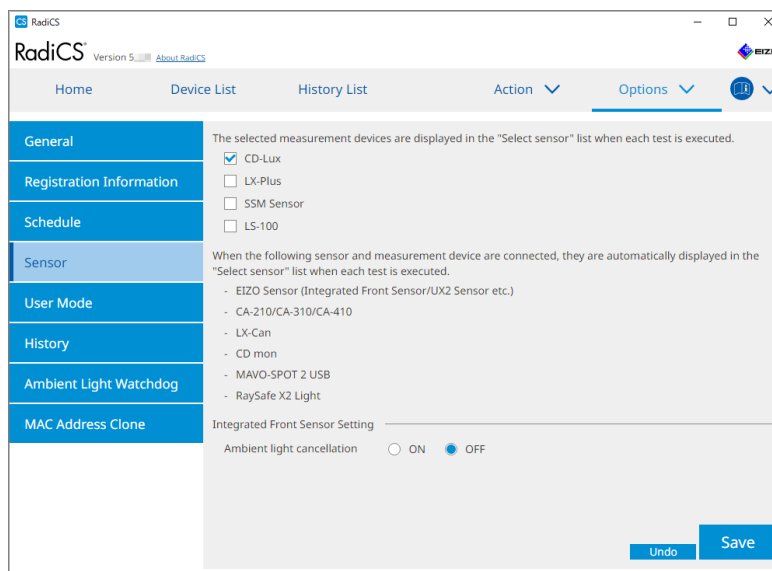 CS RadiCS
RadiCS® Version 5 About RadiCS
EIZ
Home Device List History List Action Options
General
Registration Information
Schedule
Sensor
User Mode
History
Ambient Light Watchdog
MAC Address Clone
The selected measurement devices are displayed in the "Select sensor" list when each test is executed.
CD-Lux
LX-Plus
SSM Sensor
LS-100
When the following sensor and measurement device are connected, they are automatically displayed in the
"Select sensor" list when each test is executed.
- EIZO Sensor (Integrated Front Sensor/UX2 Sensor etc.)
- CA-210/CA-310/CA-410
- LX-Can
- CD mon
- MAVO-SPOT 2 USB
- RaySafe X2 Light
Integrated Front Sensor Setting
Ambient light cancellation ON OFF
Undo Save